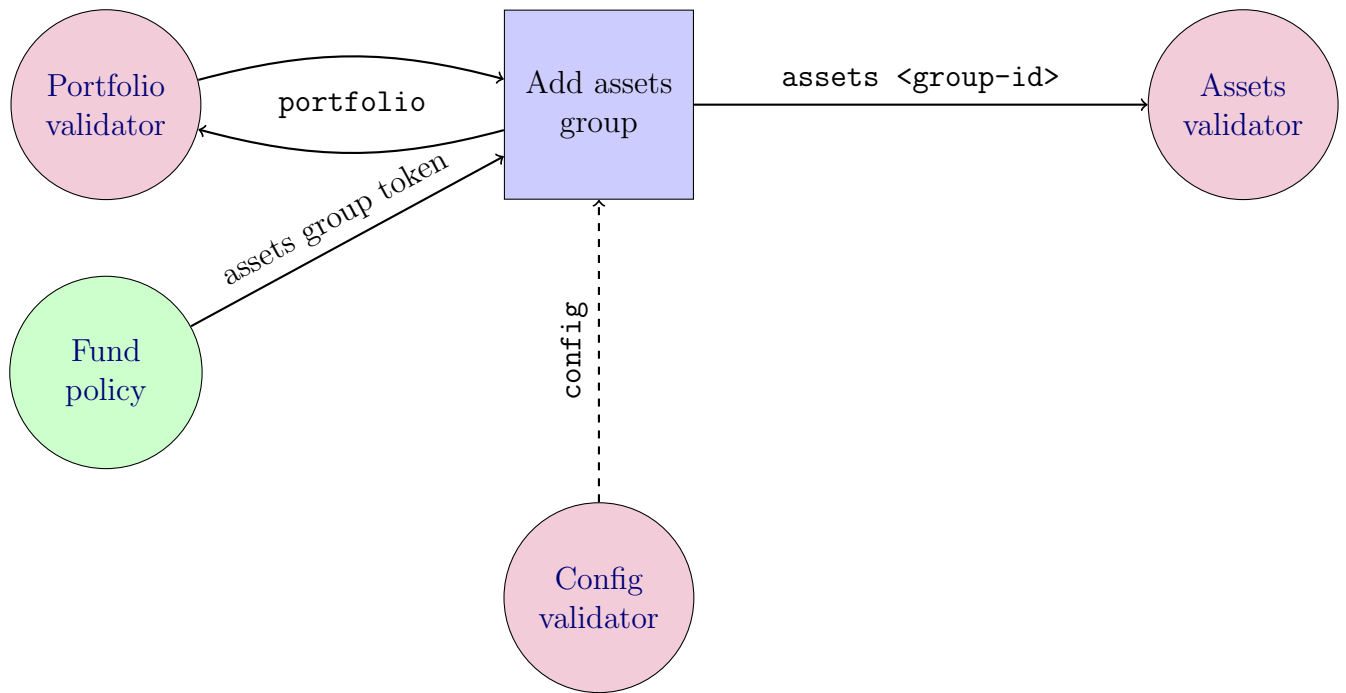 Portfolio
validator
portfolio
Add assets
group
assets <group-id>
Assets
validator
assets group token
Fund
policy
config
Config
validator